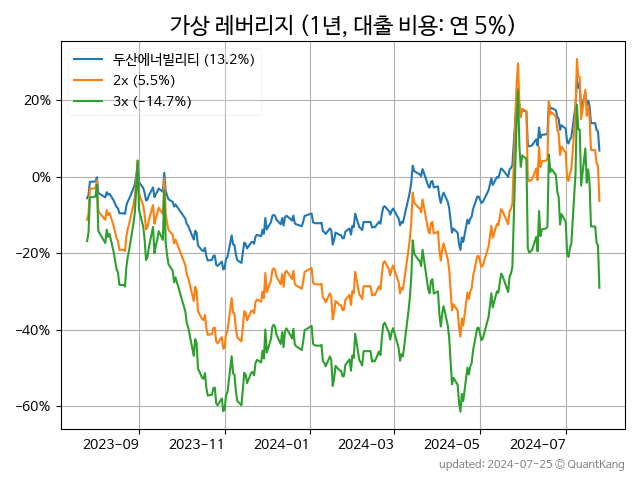 가상 레버리지 (1년, 대출 비용: 연 5%)
두산에너빌리티 (13.2%)
2x (5.5%)
3x (−14.7%)
20%
0%
−20%
−40%
−60%
2023−09 2023−11 2024−01 2024−03 2024−05 2024−07
updated: 2024-07-25 © QuantKang